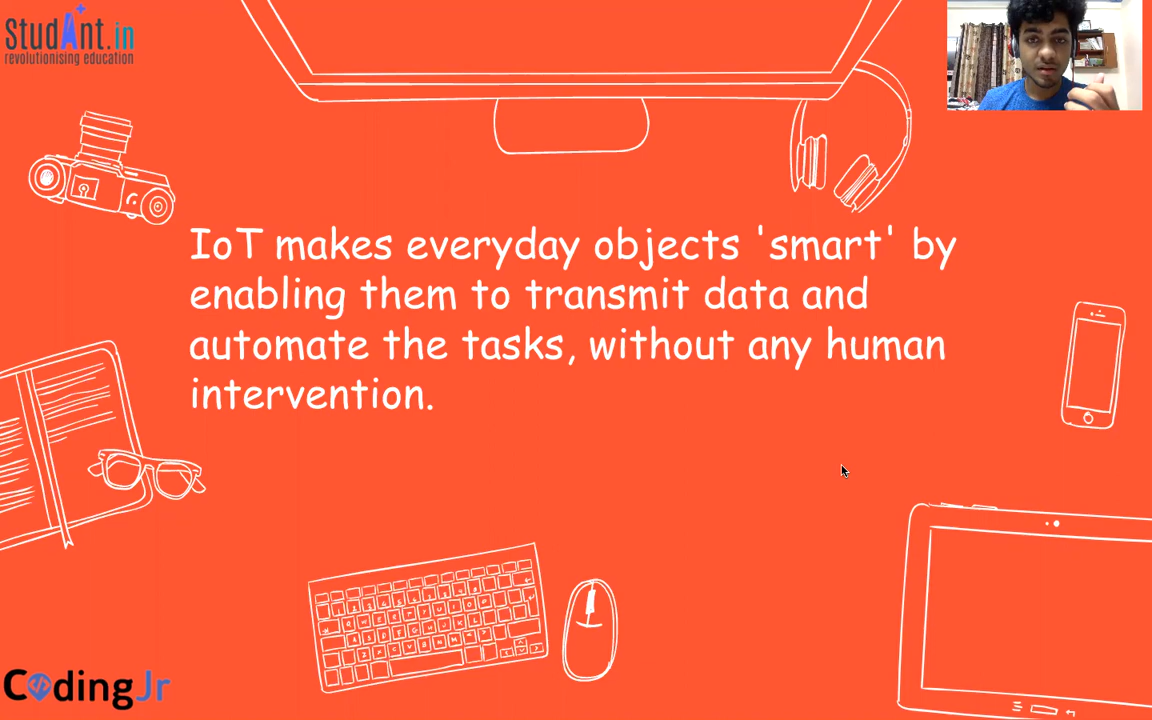 StudAnt.in
revolutionising education
IoT makes everyday objects 'smart' by
enabling them to transmit data and
automate the tasks, without any human
intervention.
CodingJr